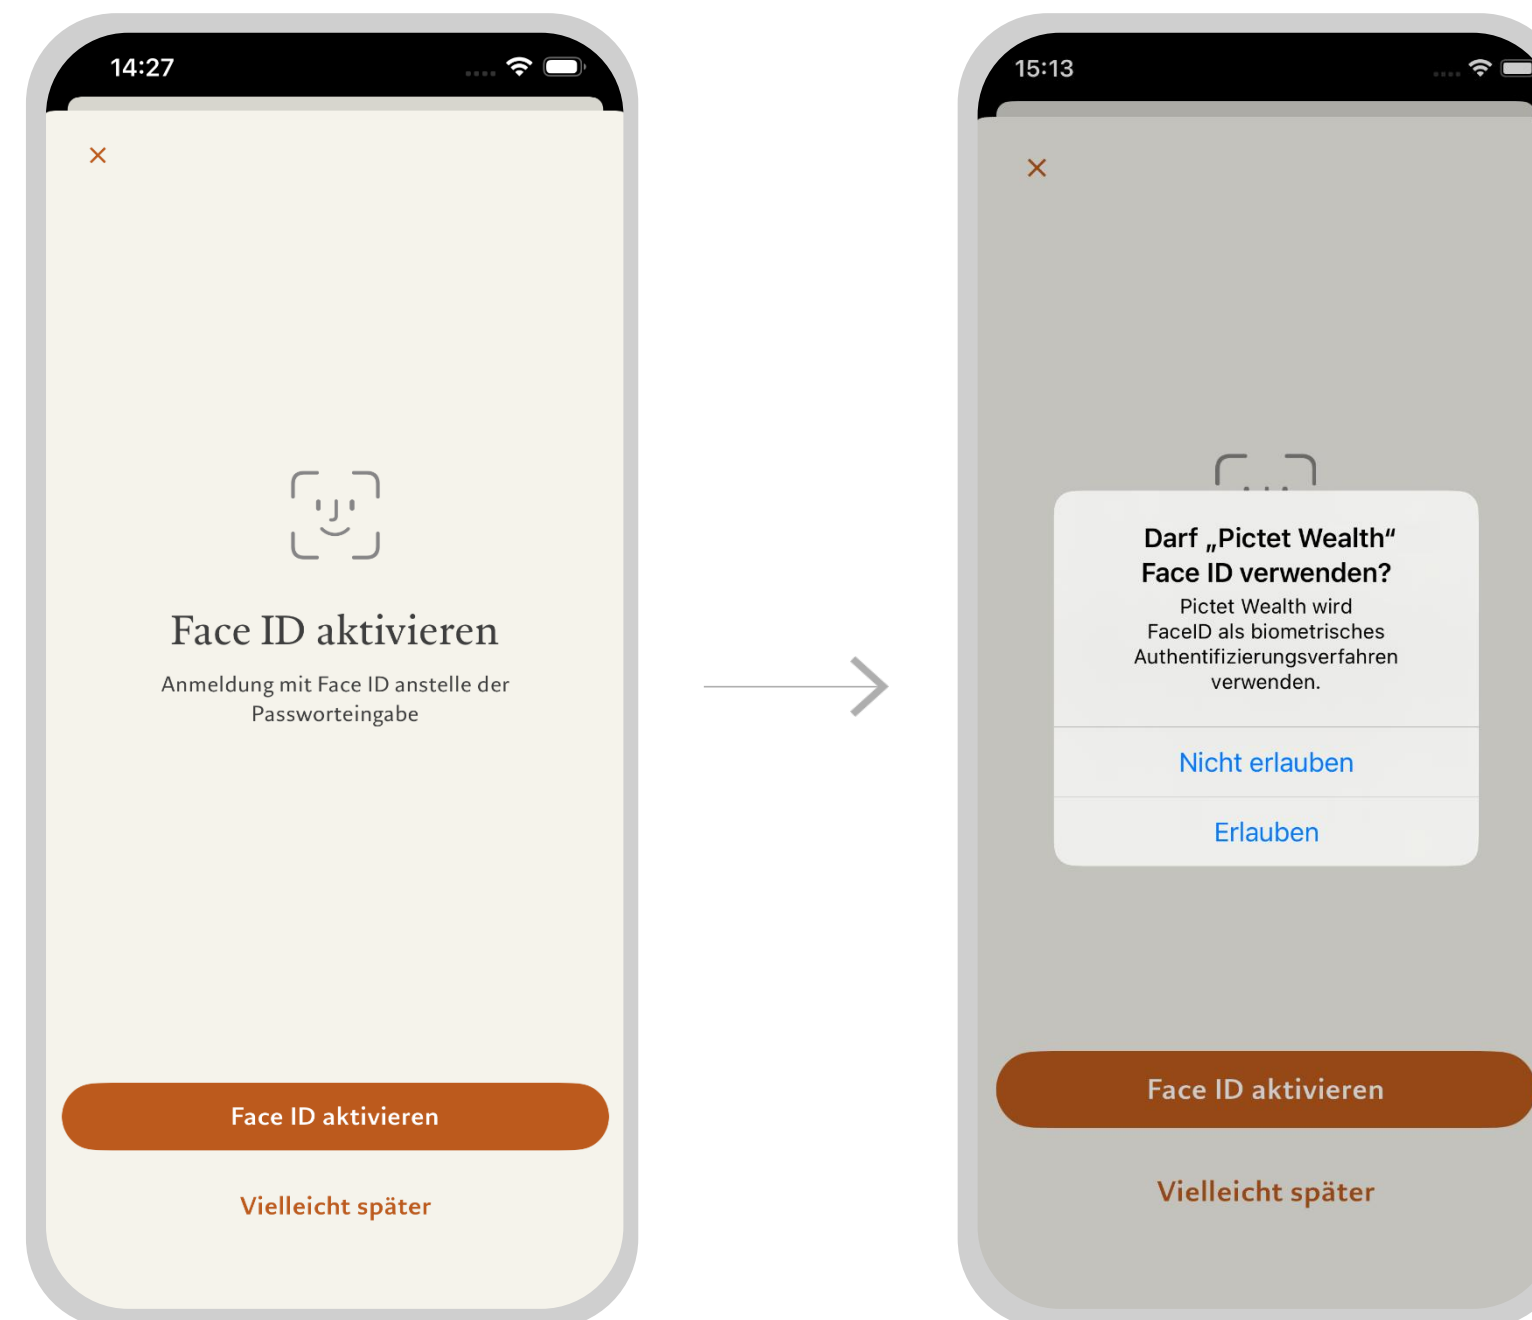 14:27
Face ID aktivieren
Anmeldung mit Face ID anstelle der
Passworteingabe
Face ID aktivieren
Vielleicht später
15:13
Darf „Pictet Wealth“
Face ID verwenden?
Pictet Wealth wird
FaceID als biometrisches
Authentifizierungsverfahren
verwenden.
Nicht erlauben
Erlauben
Face ID aktivieren
Vielleicht später